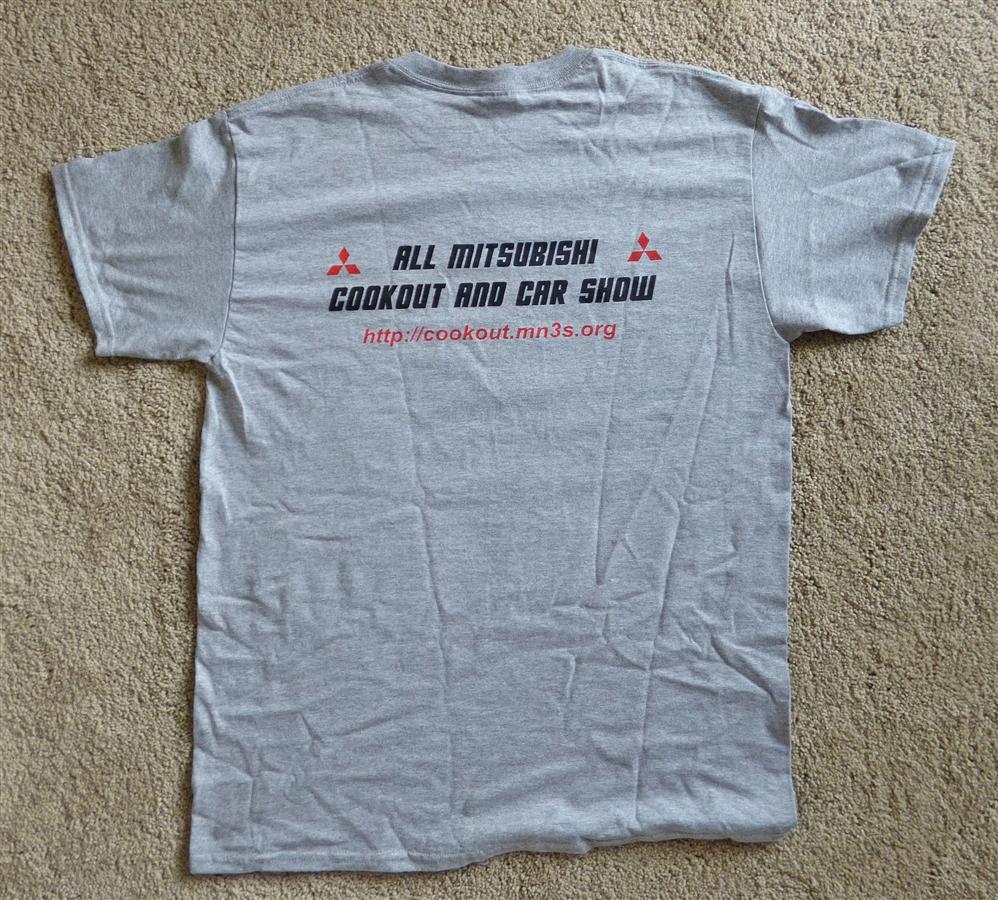 ALL MITSUBISHI
COOKOUT AND CAR SHOW
http://cookout.mn3s.org